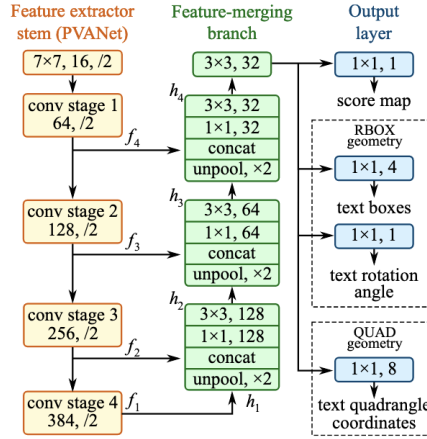 Feature extractor
stem (PVANet)
7×7, 16, /2
conv stage 1
64, /2
f4
conv stage 2
128, /2
f3
conv stage 3
256, /2
f2
conv stage 4
384, /2
f1
Feature-merging
branch
3×3, 32
h4
3×3, 32
1×1, 32
concat
unpool, ×2
h3
3×3, 64
1×1, 64
concat
unpool, ×2
h2
3×3, 128
1×1, 128
concat
unpool, ×2
h1
Output
layer
1×1, 1
score map
RBOX
geometry
1×1, 4
text boxes
1×1, 1
text rotation
angle
QUAD
geometry
1×1, 8
text quadrangle
coordinates